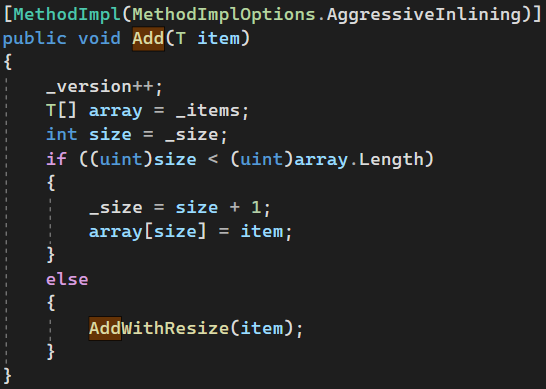 [MethodImpl(MethodImplOptions.AggressiveInlining)]
public void Add(T item)
{
    _version++;
    T[] array = _items;
    int size = _size;
    if ((uint)size < (uint)array.Length)
    {
        _size = size + 1;
        array[size] = item;
    }
    else
    {
        AddWithResize(item);
    }
}